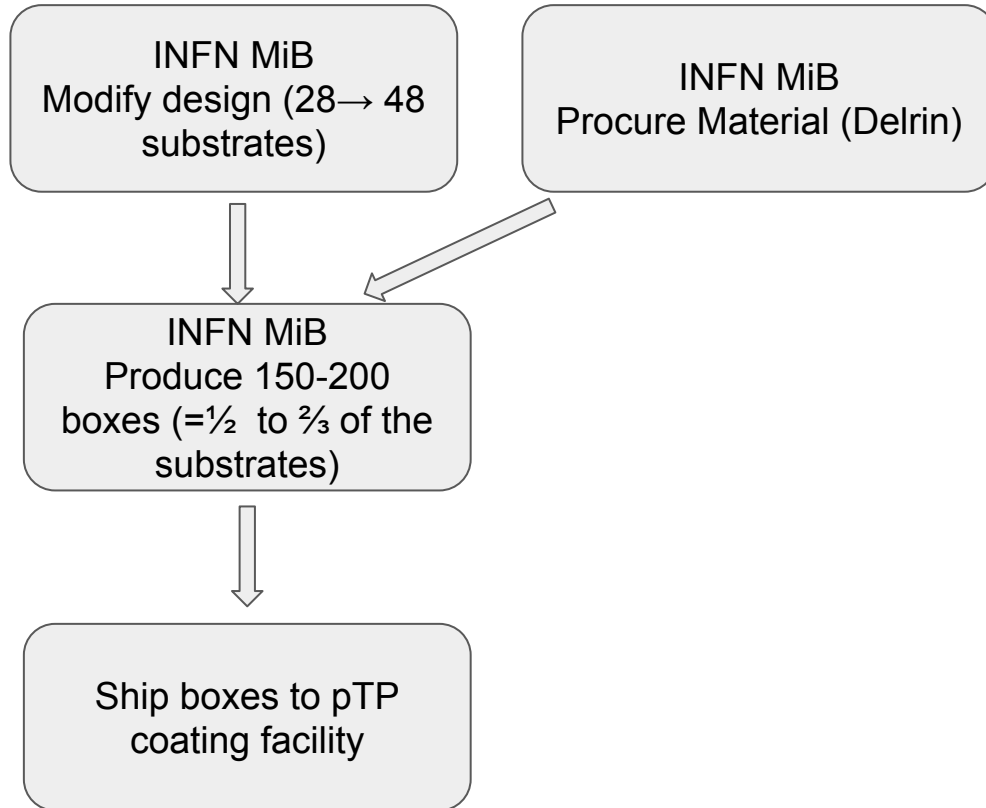 INFN MiB
Modify design (28→ 48
substrates)
INFN MiB
Procure Material (Delrin)
INFN MiB
Produce 150-200
boxes (=½ to ⅔ of the
substrates)
Ship boxes to pTP
coating facility